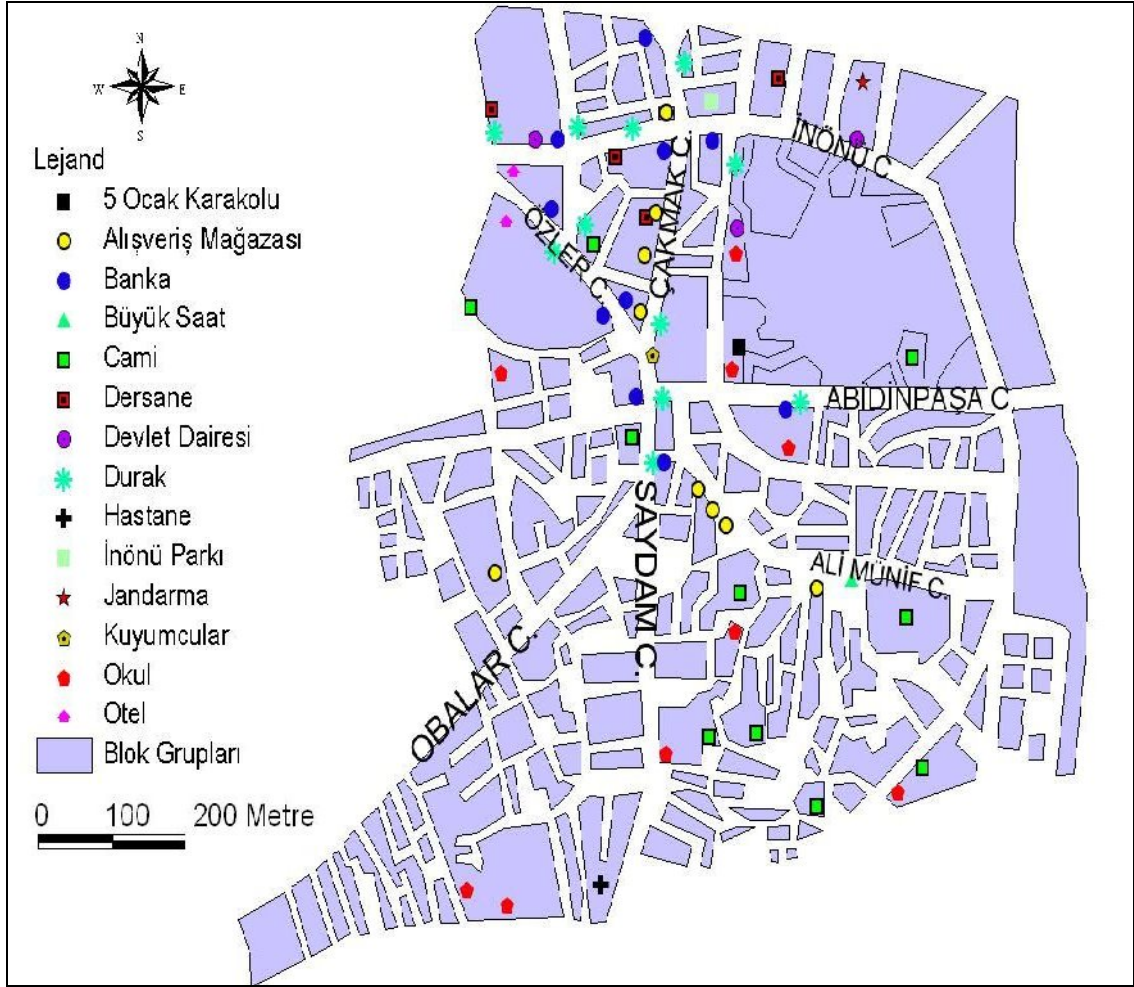 N
W E
S
Lejand
5 Ocak Karakolu
Alışveriş Mağazası
Banka
Büyük Saat
Cami
Dersane
Devlet Dairesi
Durak
Hastane
İnönü Parkı
Jandarma
Kuyumcular
Okul
Otel
Blok Grupları
0 100 200 Metre
İNÖNÜ C
ÇAKMAK C.
ÖZLER C.
ABİDİNPAŞA C
SAYDAM C.
ALİ MÜNİF C.
OBALAR C.